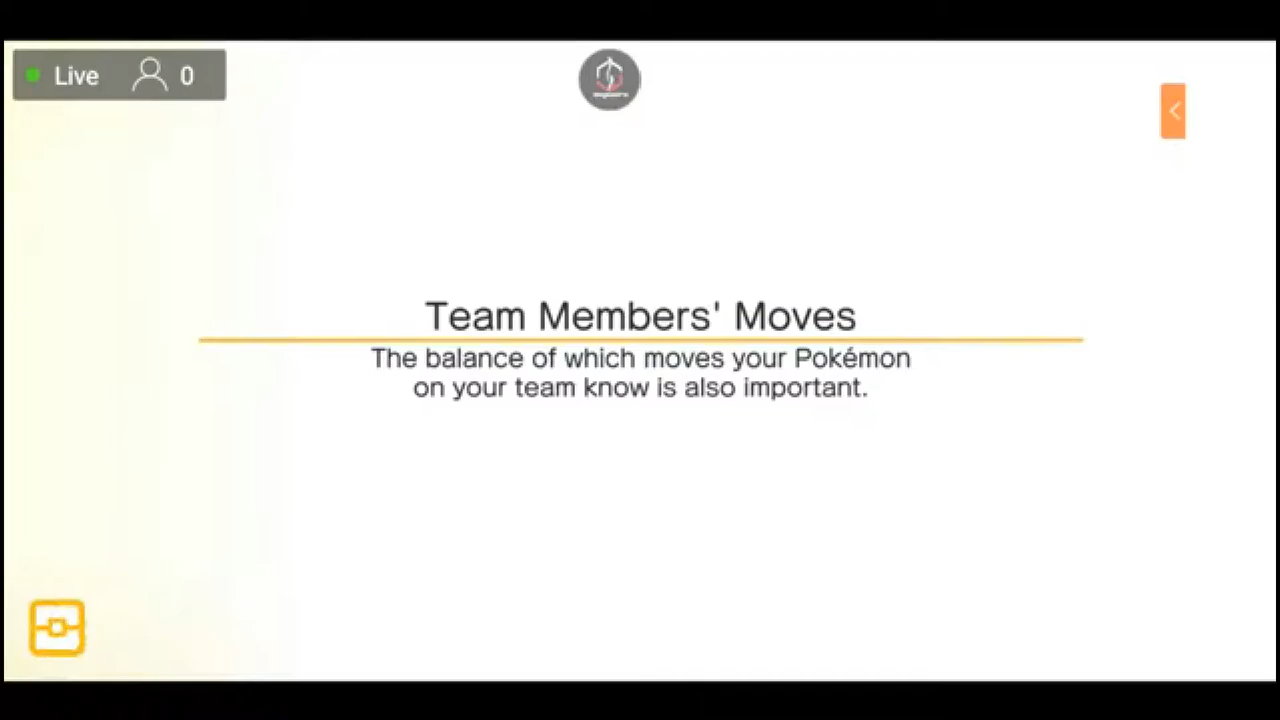 Live 0
Team Members' Moves
The balance of which moves your Pokémon
on your team know is also important.